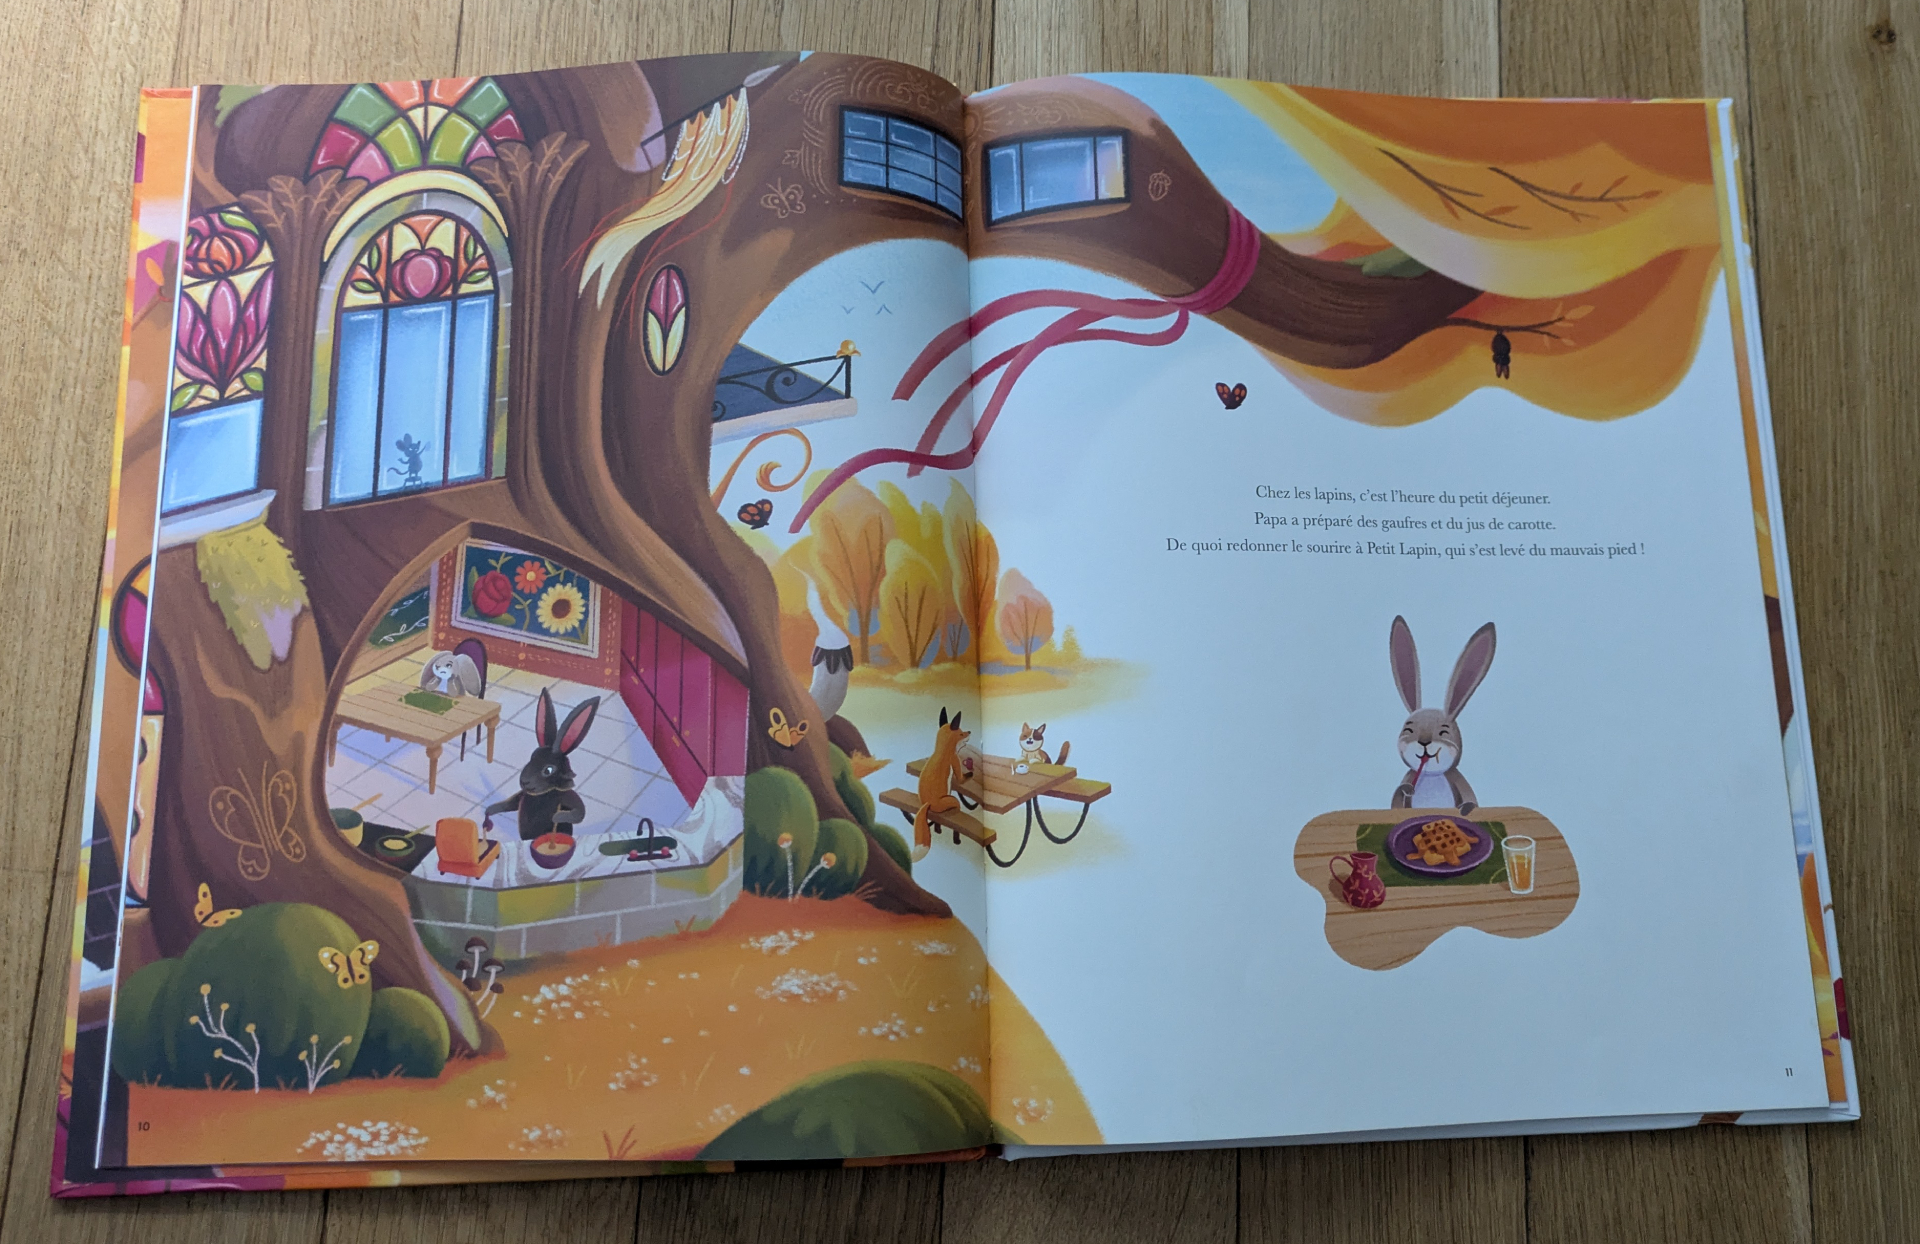 Chez les lapins, c'est l'heure du petit déjeuner.
Papa a préparé des gaufres et du jus de carotte.
De quoi redonner le sourire à Petit Lapin, qui s'est levé du mauvais pied !
10
11